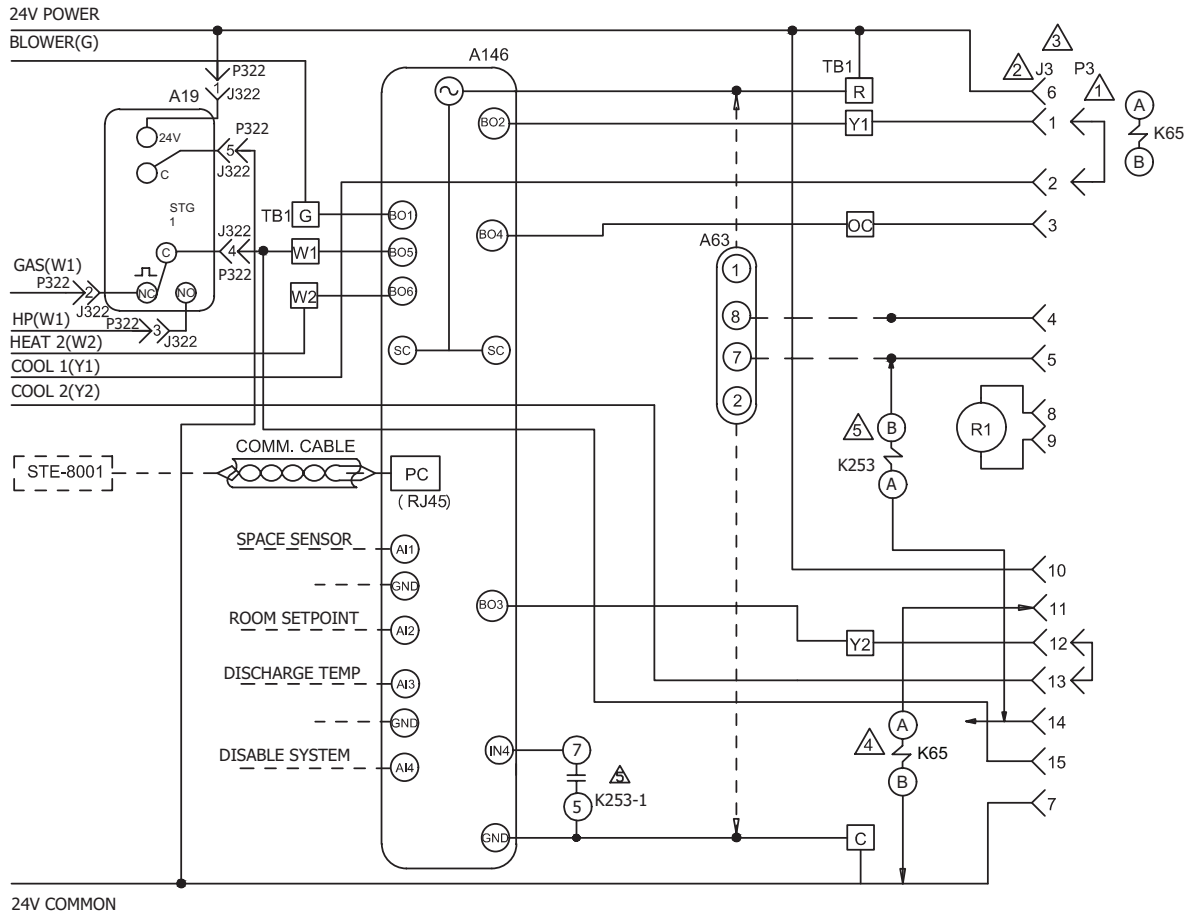 24V POWER
BLOWER(G)
A146
P322
1
J322
A19
24V
P322
5
J322
C
STG
1
TB1 G
J322
4
P322
C
W1
GAS(W1)
P322
2
J322
NC
NO
W2
HP(W1)
P322
3
J322
HEAT 2(W2)
COOL 1(Y1)
COOL 2(Y2)
BO1
BO5
BO6
SC
SC
BO2
BO4
TB1
R
Y1
OC
A63
1
8
7
2
3
2
J3
P3
1
6
1
2
3
4
5
8
9
A
K65
B
R1
5
B
K253
A
STE-8001
COMM. CABLE
PC
(RJ45)
SPACE SENSOR
AI1
GND
ROOM SETPOINT
AI2
DISCHARGE TEMP
AI3
GND
DISABLE SYSTEM
AI4
BO3
Y2
10
11
12
13
14
15
7
IN4
7
5
K253-1
5
GND
C
A
4
K65
B
24V COMMON